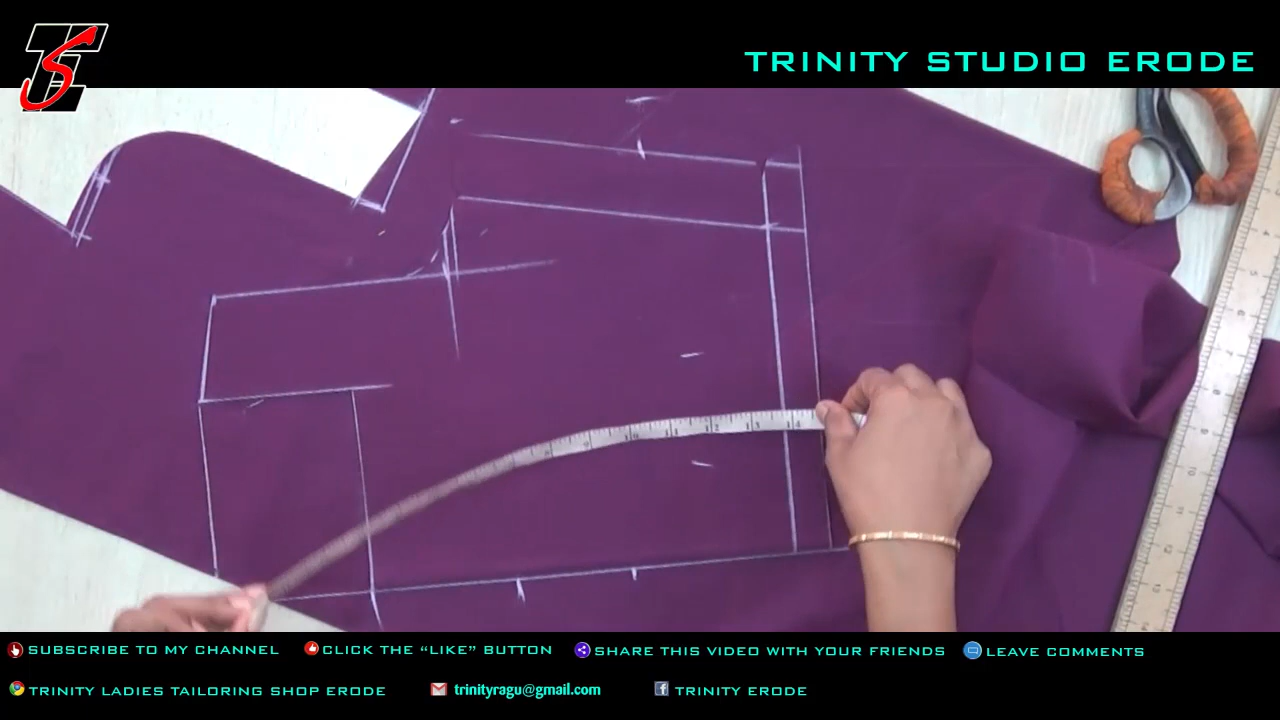 TSE
TRINITY STUDIO ERODE
SUBSCRIBE TO MY CHANNEL
CLICK THE “LIKE” BUTTON
SHARE THIS VIDEO WITH YOUR FRIENDS
LEAVE COMMENTS
TRINITY LADIES TAILORING SHOP ERODE
trinityragu@gmail.com
TRINITY ERODE